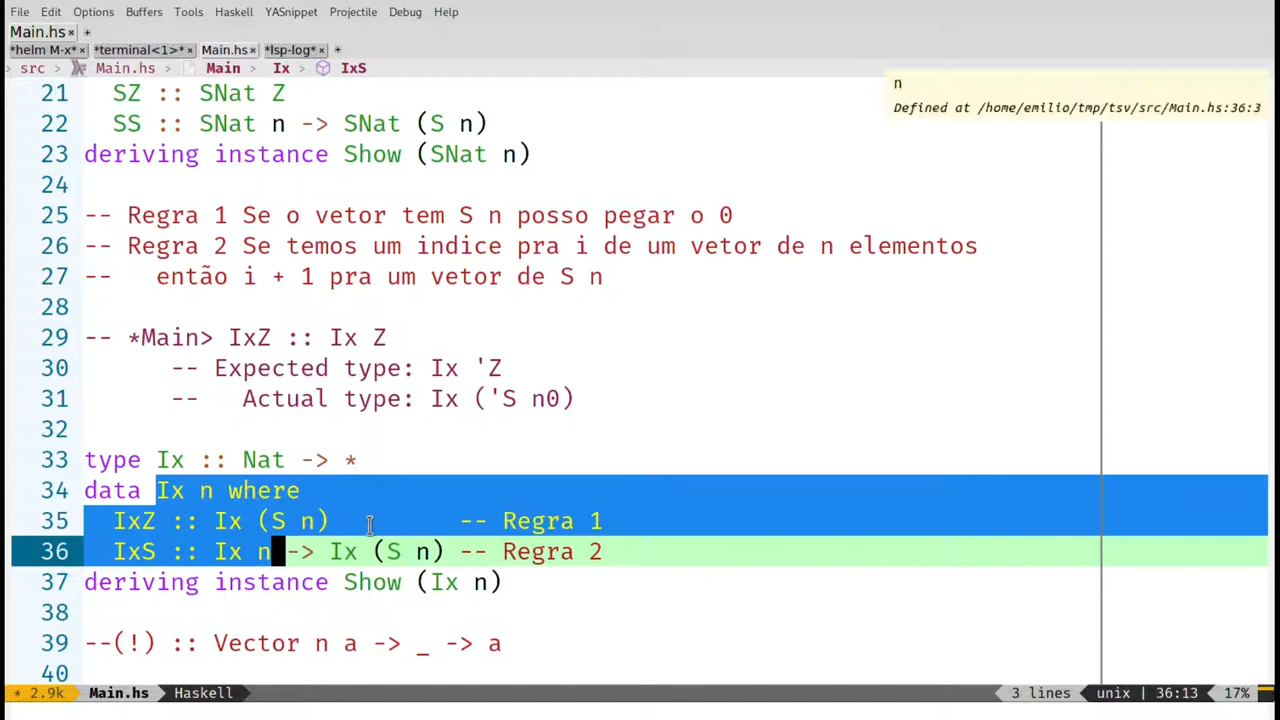 File Edit Options Buffers Tools Haskell YASnippet Projectile Debug Help
Main.hs× +
*helm M-x*× *terminal<1>*× Main.hs× *lsp-log*× +
> src > Main.hs > Main > Ix > IxS
n
Defined at /home/emilio/tmp/tsv/src/Main.hs:36:3
21 SZ :: SNat Z
22 SS :: SNat n -> SNat (S n)
23 deriving instance Show (SNat n)
24
25 -- Regra 1 Se o vetor tem S n posso pegar o 0
26 -- Regra 2 Se temos um indice pra i de um vetor de n elementos
27 -- então i + 1 pra um vetor de S n
28
29 -- *Main> IxZ :: Ix Z
30 -- Expected type: Ix 'Z
31 -- Actual type: Ix ('S n0)
32
33 type Ix :: Nat -> *
34 data Ix n where
35 IxZ :: Ix (S n) -- Regra 1
36 IxS :: Ix n -> Ix (S n) -- Regra 2
37 deriving instance Show (Ix n)
38
39 --(!) :: Vector n a -> _ -> a
40
* 2.9k Main.hs Haskell 3 lines unix | 36:13 17%